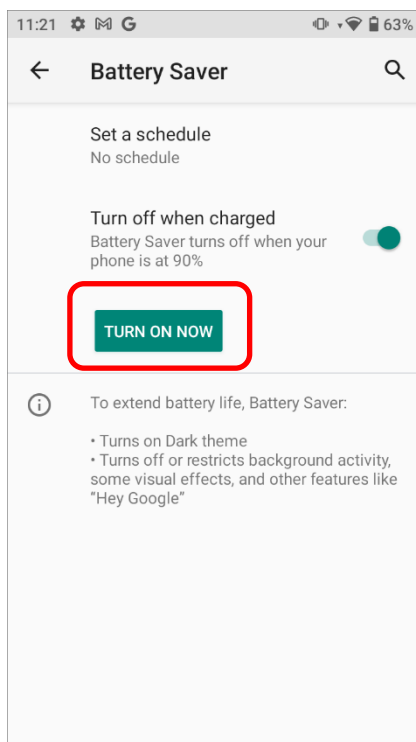 11:21 63%
Battery Saver
Set a schedule
No schedule
Turn off when charged
Battery Saver turns off when your
phone is at 90%
TURN ON NOW
To extend battery life, Battery Saver:
• Turns on Dark theme
• Turns off or restricts background activity,
some visual effects, and other features like
“Hey Google”